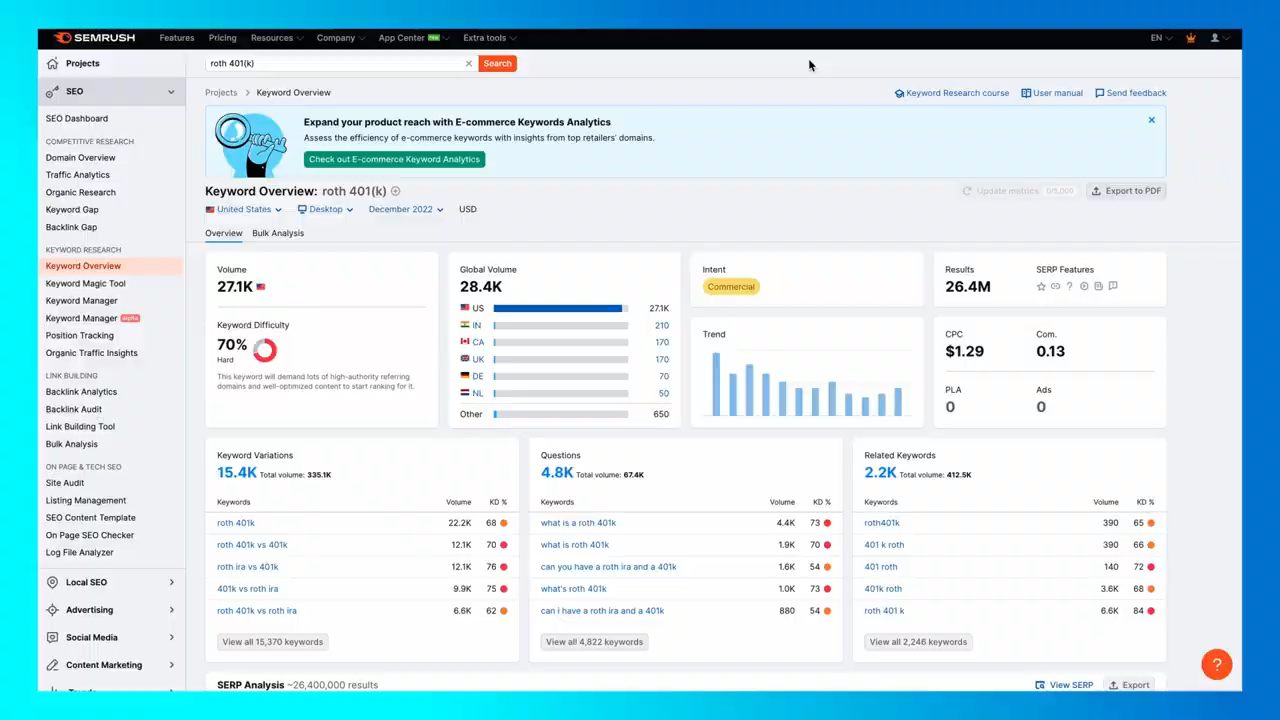 SEMRUSH Features Pricing Resources Company App Center new Extra tools EN
Projects
roth 401(k) Search
SEO
Projects > Keyword Overview
Keyword Research course User manual Send feedback
SEO Dashboard
COMPETITIVE RESEARCH
Domain Overview
Traffic Analytics
Organic Research
Keyword Gap
Backlink Gap
KEYWORD RESEARCH
Keyword Overview
Keyword Magic Tool
Keyword Manager
Keyword Manager alpha
Position Tracking
Organic Traffic Insights
LINK BUILDING
Backlink Analytics
Backlink Audit
Link Building Tool
Bulk Analysis
ON PAGE & TECH SEO
Site Audit
Listing Management
SEO Content Template
On Page SEO Checker
Log File Analyzer
Local SEO
Advertising
Social Media
Content Marketing
Expand your product reach with E-commerce Keywords Analytics
Assess the efficiency of e-commerce keywords with insights from top retailers' domains.
Check out E-commerce Keyword Analytics
Keyword Overview: roth 401(k)
Update metrics 0/5,000 Export to PDF
United States Desktop December 2022 USD
Overview Bulk Analysis
Volume
27.1K
Keyword Difficulty
70%
Hard
This keyword will demand lots of high-authority referring
domains and well-optimized content to start ranking for it.
Global Volume
28.4K
US 27.1K
IN 210
CA 170
UK 170
DE 70
NL 50
Other 650
Intent
Commercial
Trend
Results SERP Features
26.4M
CPC Com.
$1.29 0.13
PLA Ads
0 0
Keyword Variations
15.4K Total volume: 335.1K
Keywords Volume KD %
roth 401k 22.2K 68
roth 401k vs 401k 12.1K 70
roth ira vs 401k 12.1K 76
401k vs roth ira 9.9K 75
roth 401k vs roth ira 6.6K 62
View all 15,370 keywords
Questions
4.8K Total volume: 67.4K
Keywords Volume KD %
what is a roth 401k 4.4K 73
what is roth 401k 1.9K 70
can you have a roth ira and a 401k 1.6K 54
what's roth 401k 1.0K 73
can i have a roth ira and a 401k 880 54
View all 4,822 keywords
Related Keywords
2.2K Total volume: 412.5K
Keywords Volume KD %
roth401k 390 65
401 k roth 390 66
401 roth 140 72
401k roth 3.6K 68
roth 401 k 6.6K 84
View all 2,246 keywords
SERP Analysis ~26,400,000 results
View SERP Export
?